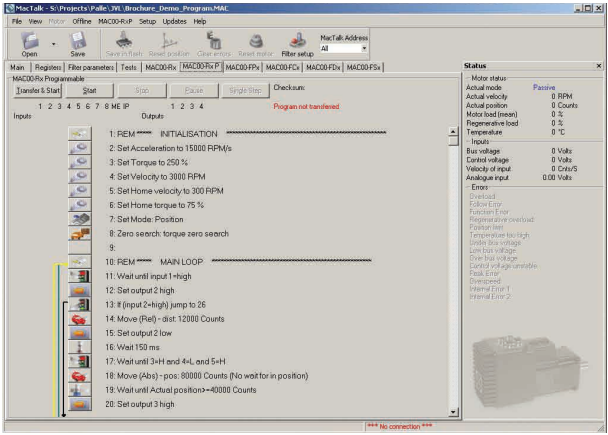 MacTalk - S:\Projects\Palle\JVL\Brochure_Demo_Program.MAC
File View Motor Offline MAC00-RxP Setup Updates Help
Open Save Save in flash Reset position Clear errors Reset motor Filter setup
MacTalk Address
All
Main Registers Filter parameters Tests MAC00-Rx MAC00-Rx P MAC00-FPx MAC00-FCx MAC00-FDx MAC00-FSx
MAC00-Rx Programmable
Transfer & Start Start Stop Pause Single Step Checksum:
1 2 3 4 5 6 7 8 ME IP 1 2 3 4 Program not transfered
Inputs Outputs
1: REM ***** INITIALISATION
2: Set Acceleration to 15000 RPM/s
3: Set Torque to 250 %
4: Set Velocity to 3000 RPM
5: Set Home velocity to 300 RPM
6: Set Home torque to 75 %
7: Set Mode: Position
8: Zero search: torque zero search
9:
10: REM ***** MAIN LOOP
11: Wait until input 1=high
12: Set output 2 high
13: If (input 2=high) jump to 26
14: Move (Rel) - dist: 12000 Counts
15: Set output 2 low
16: Wait 150 ms
17: Wait until 3=H and 4=L and 5=H
18: Move (Abs) - pos: 80000 Counts (No wait for in position)
19: Wait until Actual position>=40000 Counts
20: Set output 3 high
Status
Motor status
Actual mode Passive
Actual velocity 0 RPM
Actual position 0 Counts
Motor load (mean) 0 %
Regenerative load 0 %
Temperature 0 °C
Inputs
Bus voltage 0 Volts
Control voltage 0 Volts
Velocity of input 0 Cnts/S
Analogue input 0.00 Volts
Errors
Overload
Follow Error
Function Error
Regenerative overload
Position limit
Temperature too high
Under bus voltage
Low bus voltage
Over bus voltage
Control voltage unstable
Peak Error
Overspeed
Internal Error 1
Internal Error 2
*** No connection ***